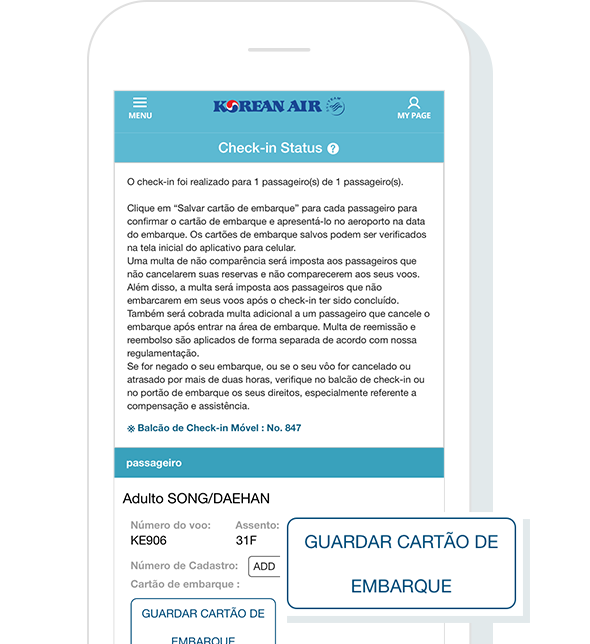 KOREAN AIR
MENU
MY PAGE
Check-in Status ?
O check-in foi realizado para 1 passageiro(s) de 1 passageiro(s).
Clique em “Salvar cartão de embarque” para cada passageiro para
confirmar o cartão de embarque e apresentá-lo no aeroporto na data
do embarque. Os cartões de embarque salvos podem ser verificados
na tela inicial do aplicativo para celular.
Uma multa de não comparência será imposta aos passageiros que
não cancelarem suas reservas e não comparecerem aos seus voos.
Além disso, a multa será imposta aos passageiros que não
embarcarem em seus voos após o check-in ter sido concluído.
Também será cobrada multa adicional a um passageiro que cancele o
embarque após entrar na área de embarque. Multa de reemissão e
reembolso são aplicados de forma separada de acordo com nossa
regulamentação.
Se for negado o seu embarque, ou se o seu vôo for cancelado ou
atrasado por mais de duas horas, verifique no balcão de check-in ou
no portão de embarque os seus direitos, especialmente referente a
compensação e assistência.
※ Balcão de Check-in Móvel : No. 847
passageiro
Adulto SONG/DAEHAN
Número do voo: Assento:
KE906 31F
Número de Cadastro: ADD
Cartão de embarque :
GUARDAR CARTÃO DE
EMBARQUE
GUARDAR CARTÃO DE
EMBARQUE